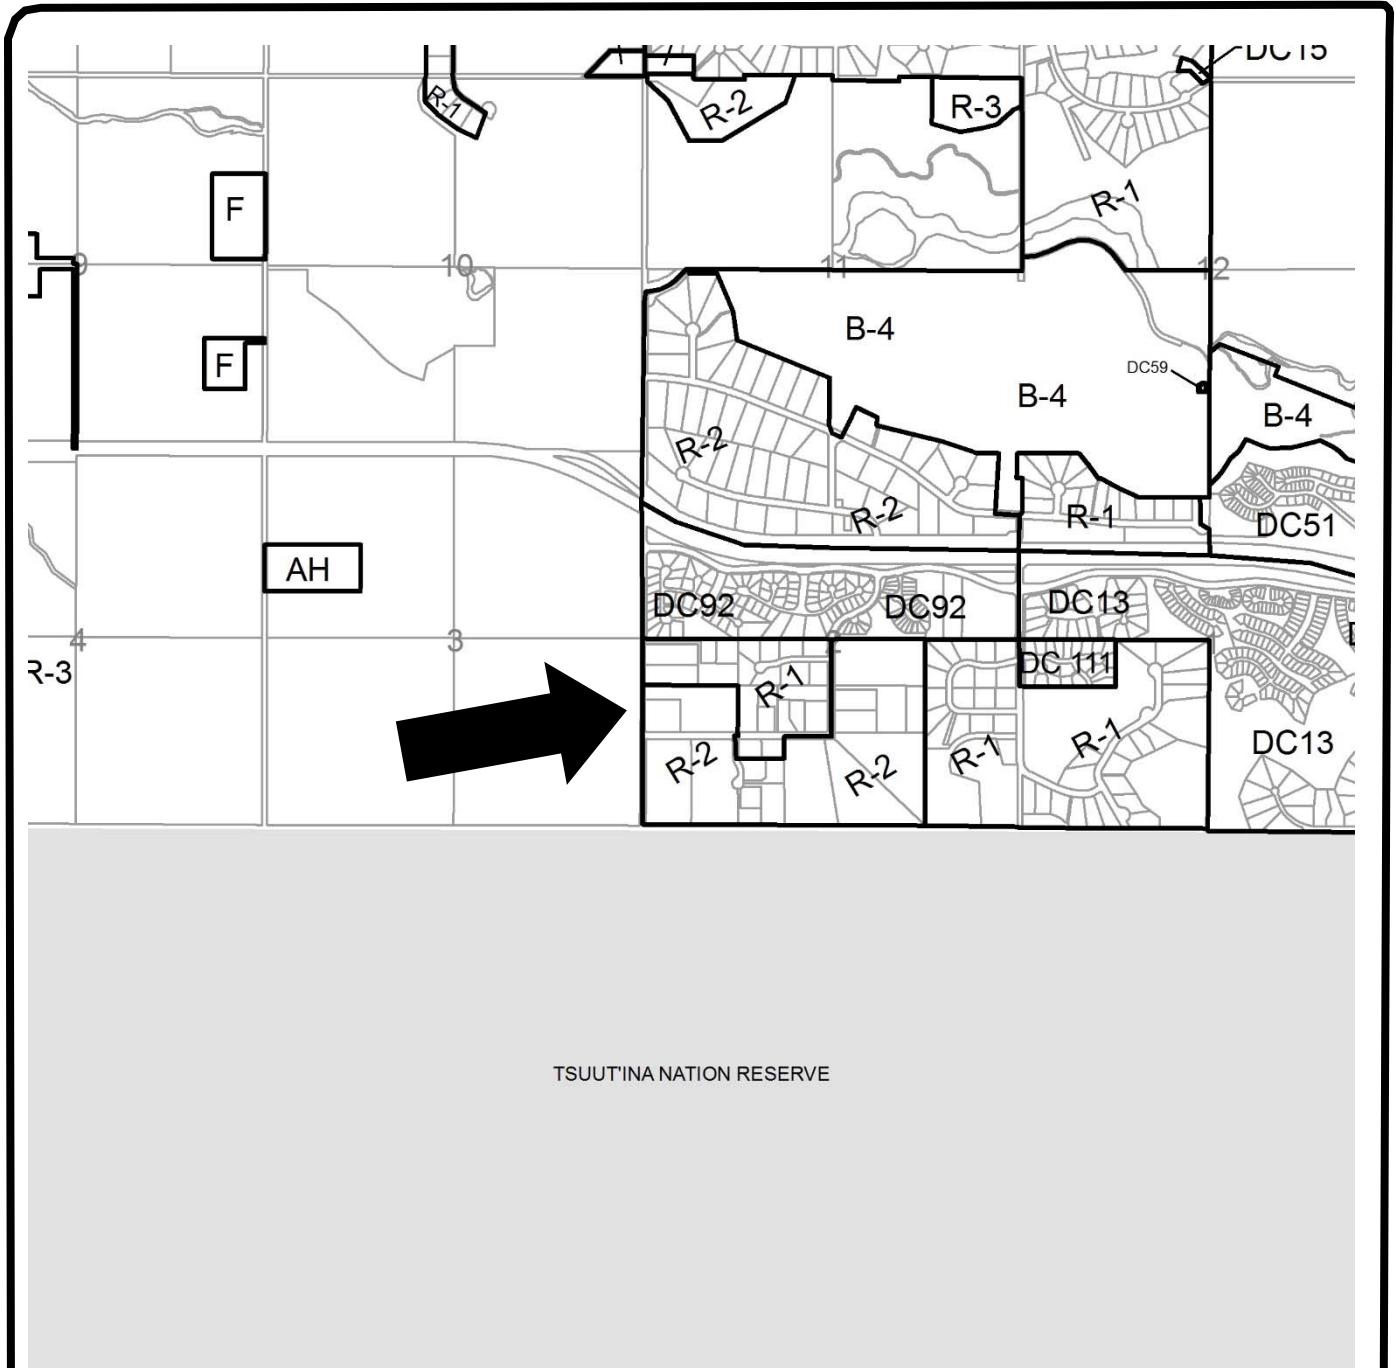 DC15
R-1
R-2
R-3
F
R-1
9
10
11
12
B-4
F
DC59
B-4
B-4
R-2
R-2
R-1
DC51
AH
DC92
DC92
DC13
4
3
R-3
R-1
DC 111
R-2
R-2
R-1
R-1
DC13
TSUUT'INA NATION RESERVE